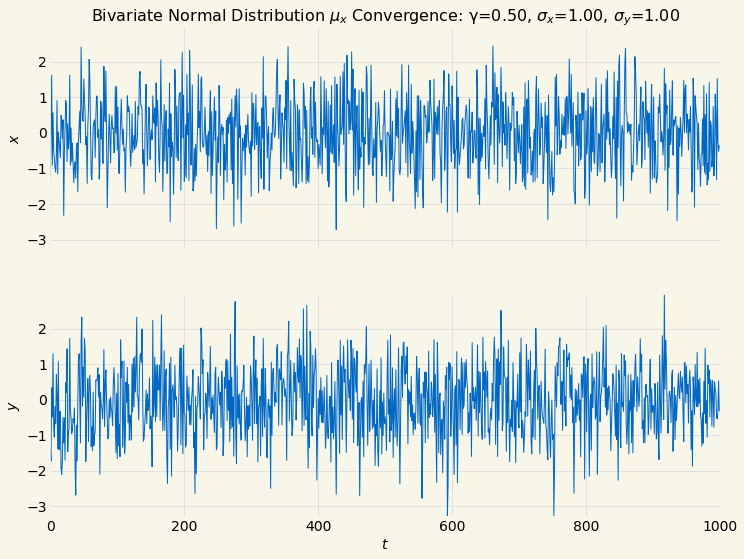 Bivariate Normal Distribution μₓ Convergence: γ=0.50, σₓ=1.00, σᵧ=1.00
2
1
0
−1
−2
−3
x
2
1
0
−1
−2
−3
y
0 200 400 600 800 1000
t